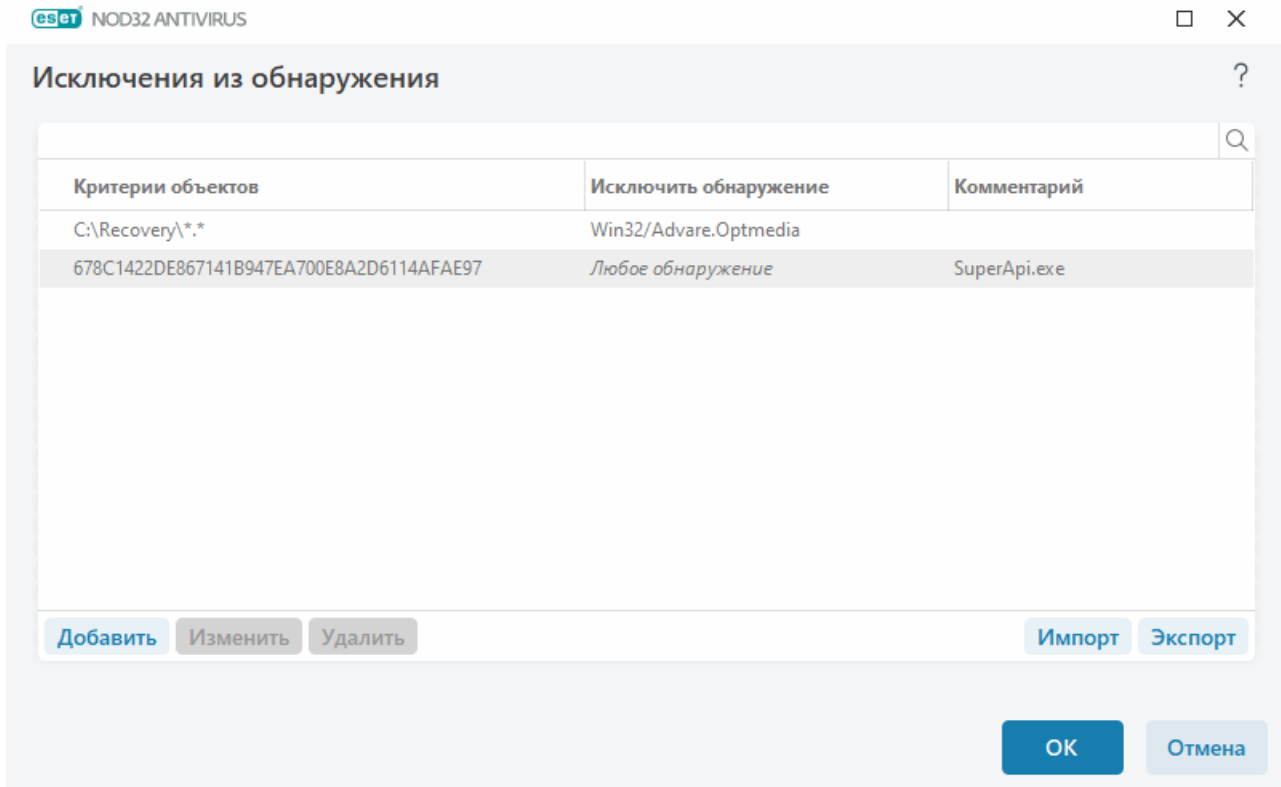 eset NOD32 ANTIVIRUS
Исключения из обнаружения ?
Критерии объектов Исключить обнаружение Комментарий
C:\Recovery\*.* Win32/Advare.Optmedia
678C1422DE867141B947EA700E8A2D6114AFAE97 Любое обнаружение SuperApi.exe
Добавить Изменить Удалить Импорт Экспорт
ОК Отмена